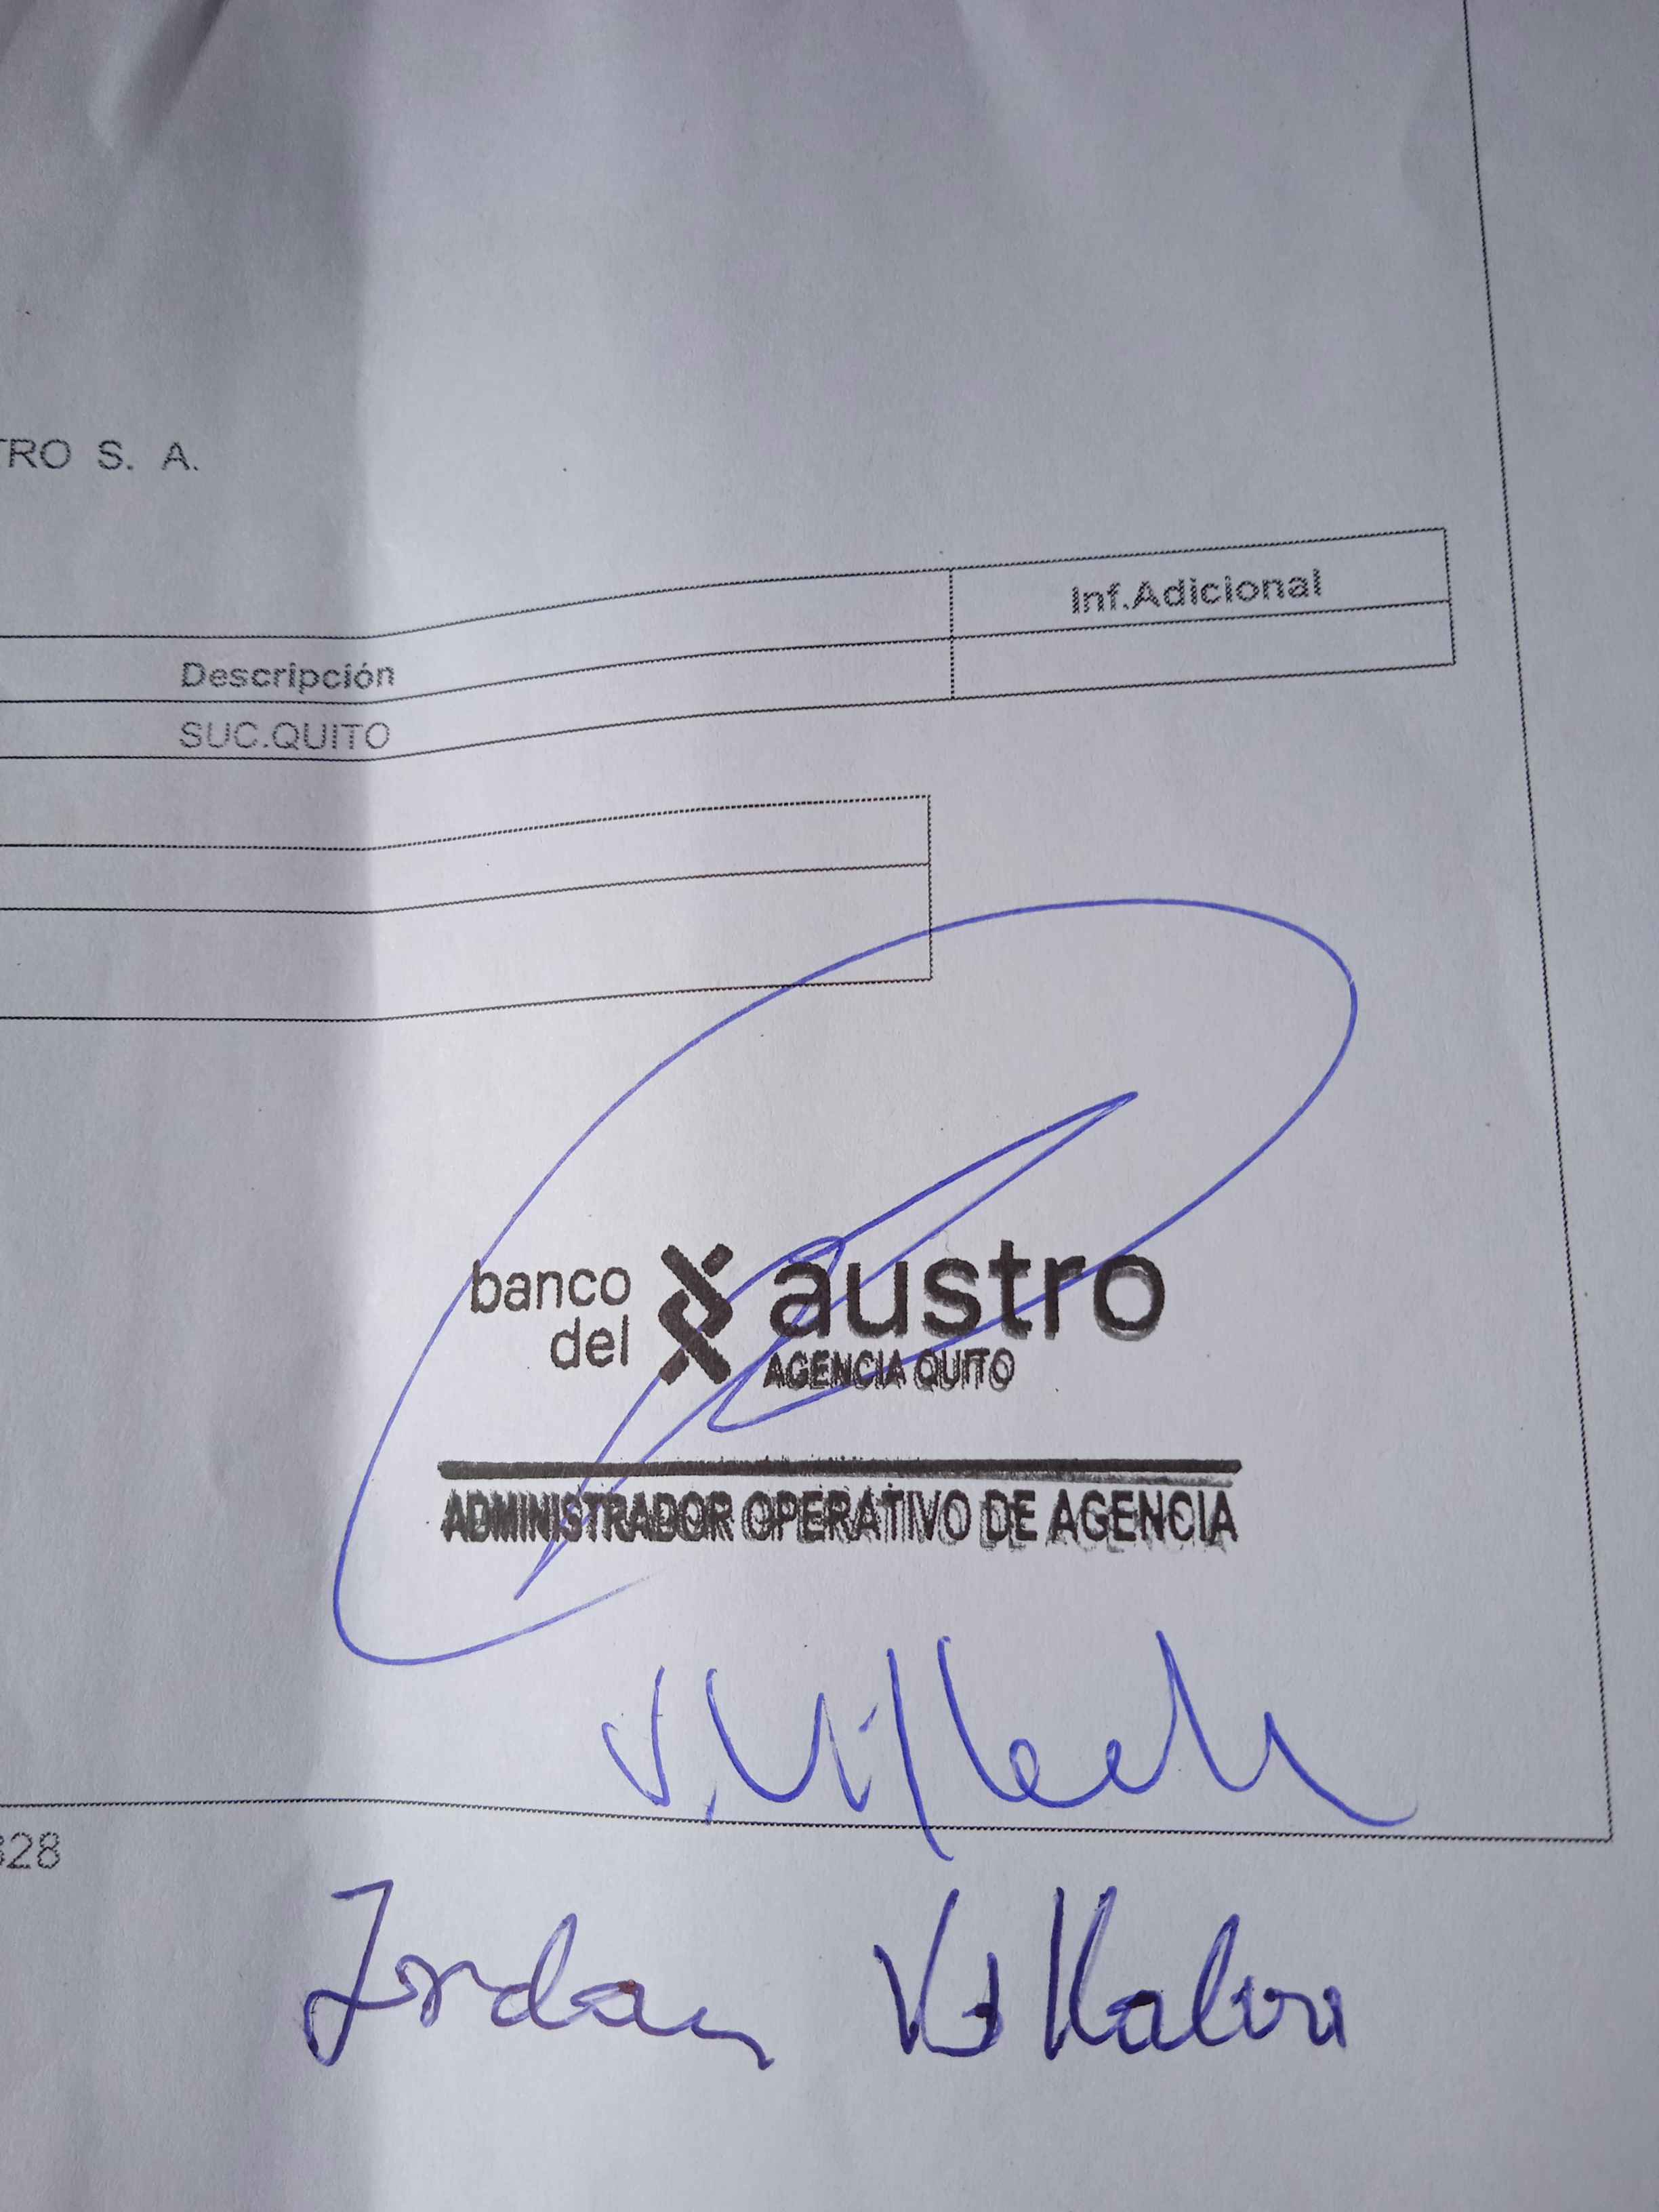 TRO S. A.
Inf.Adicional
Descripción
SUC.QUITO
banco del austro
AGENCIA QUITO
ADMINISTRADOR OPERATIVO DE AGENCIA
328
Jordan